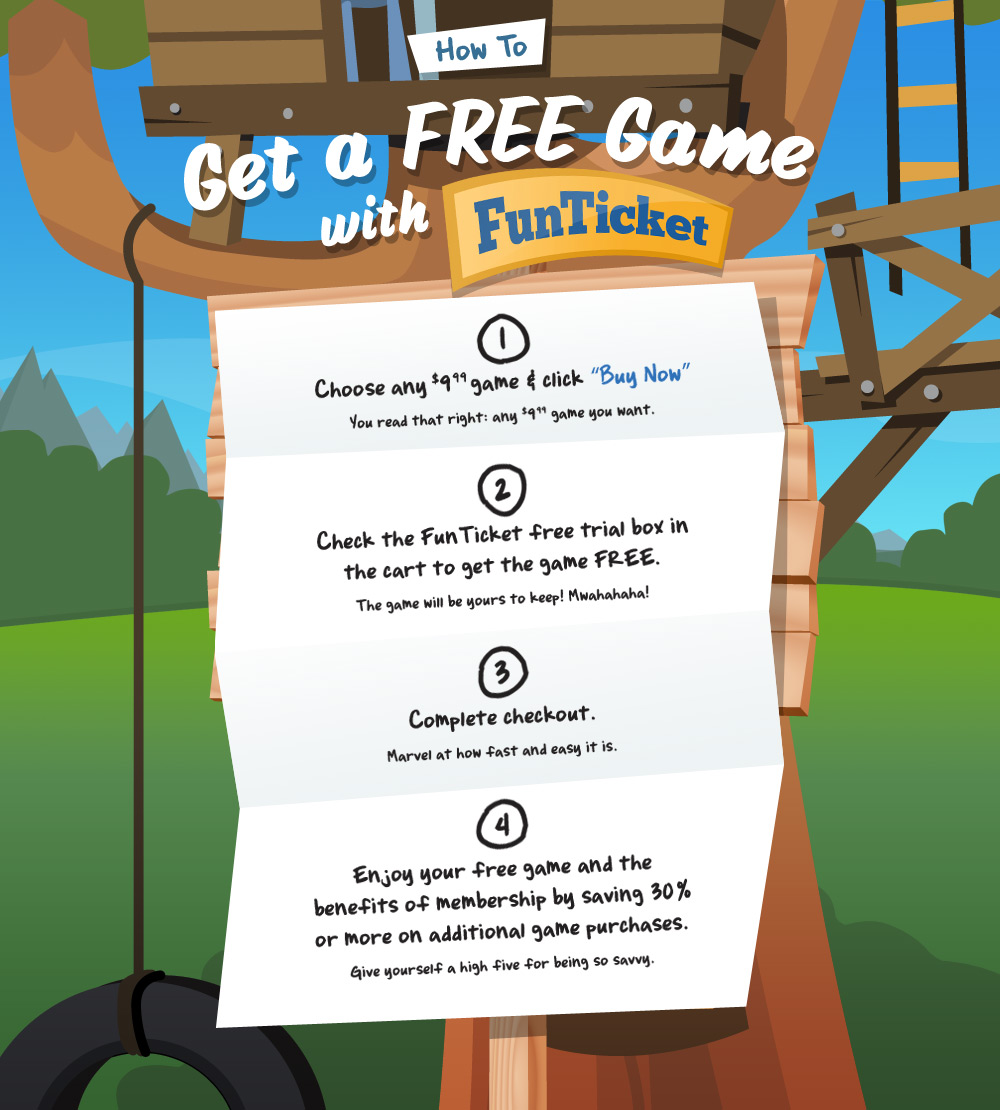 How To
Get a FREE Game
with FunTicket
1
Choose any $9⁹⁹ game & click “Buy Now”
You read that right: any $9⁹⁹ game you want.
2
Check the FunTicket free trial box in
the cart to get the game FREE.
The game will be yours to keep! Mwahahaha!
3
Complete checkout.
Marvel at how fast and easy it is.
4
Enjoy your free game and the
benefits of membership by saving 30%
or more on additional game purchases.
Give yourself a high five for being so savvy.